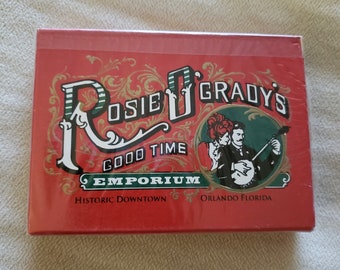 ROSIE O'GRADY'S
GOOD TIME
EMPORIUM
HISTORIC DOWNTOWN ORLANDO FLORIDA